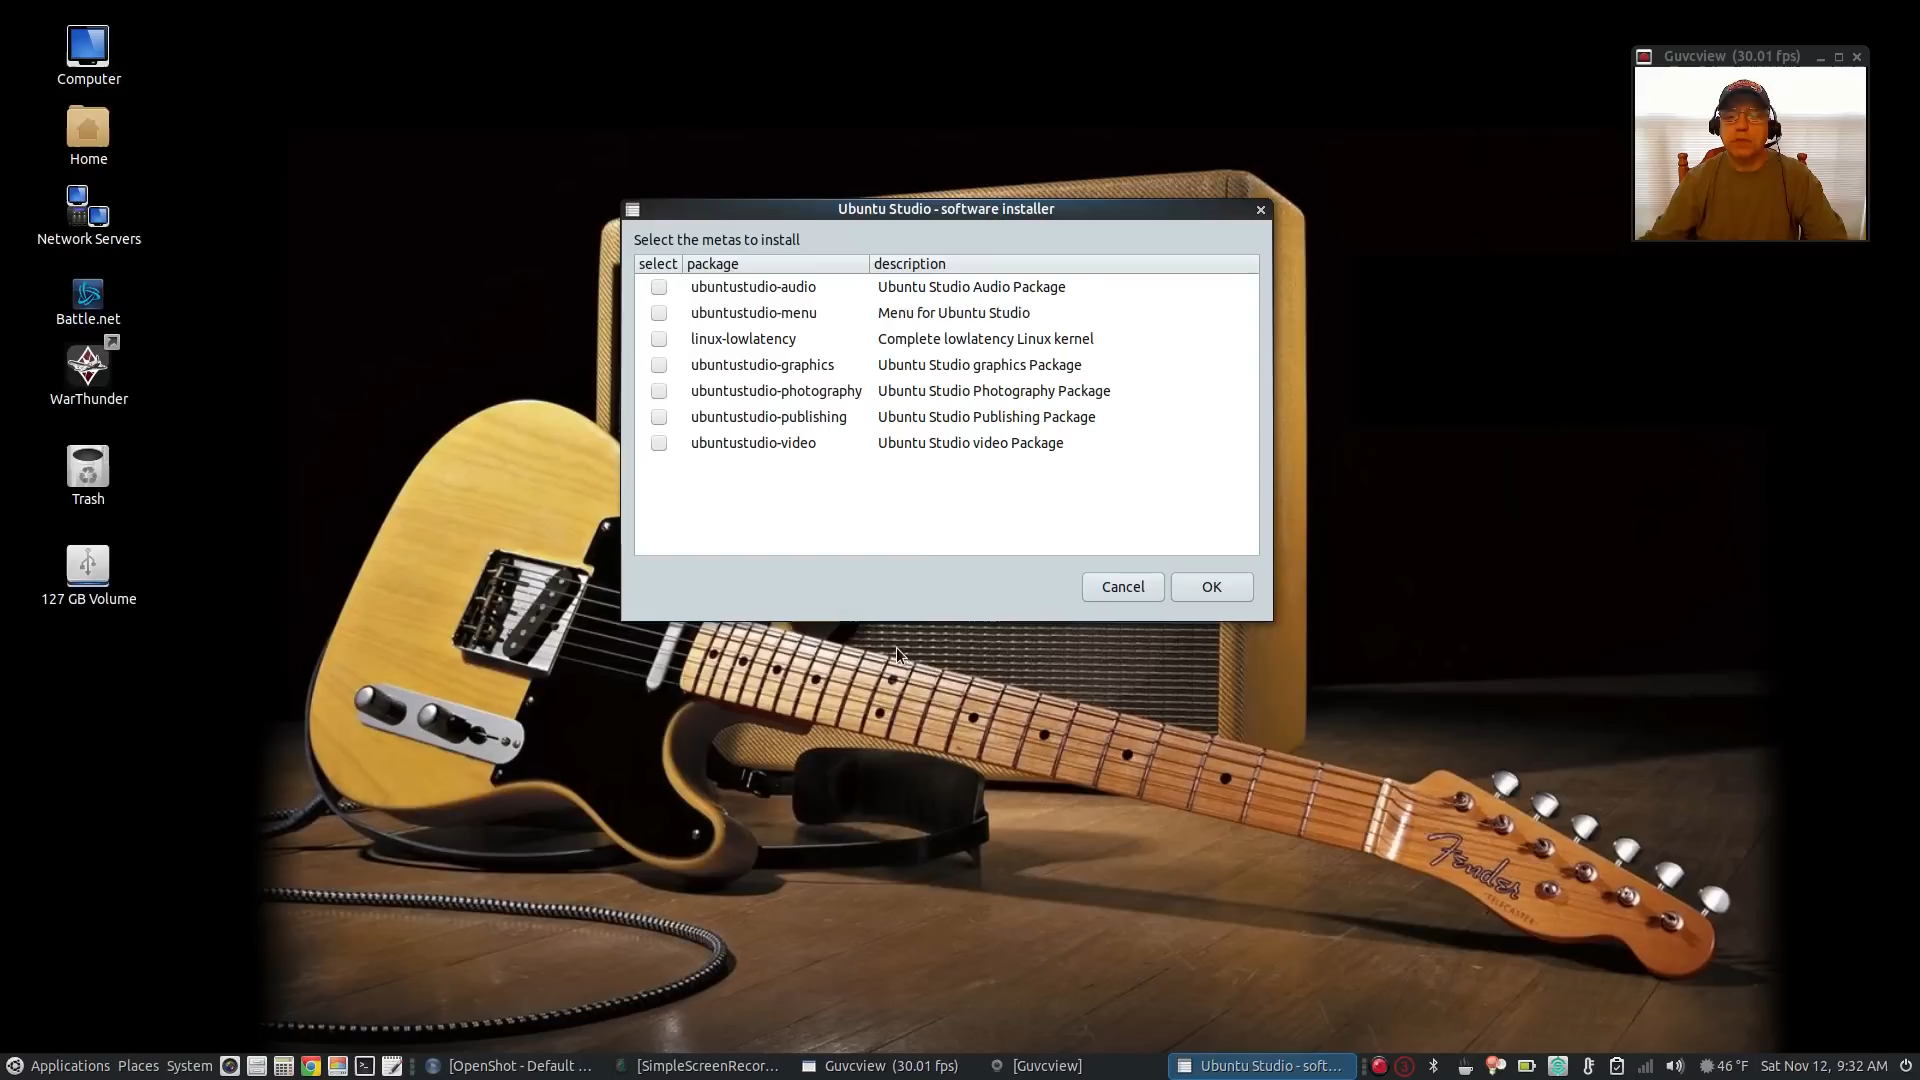 Computer
Home
Network Servers
Battle.net
WarThunder
Trash
127 GB Volume
Guvcview (30.01 fps)
Ubuntu Studio - software installer
Select the metas to install
select package description
ubuntustudio-audio Ubuntu Studio Audio Package
ubuntustudio-menu Menu for Ubuntu Studio
linux-lowlatency Complete lowlatency Linux kernel
ubuntustudio-graphics Ubuntu Studio graphics Package
ubuntustudio-photography Ubuntu Studio Photography Package
ubuntustudio-publishing Ubuntu Studio Publishing Package
ubuntustudio-video Ubuntu Studio video Package
Cancel OK
Fender
TELECASTER
Applications Places System [OpenShot - Default ... [SimpleScreenRecor... Guvcview (30.01 fps) [Guvcview] Ubuntu Studio - soft... 3 46 °F Sat Nov 12, 9:32 AM